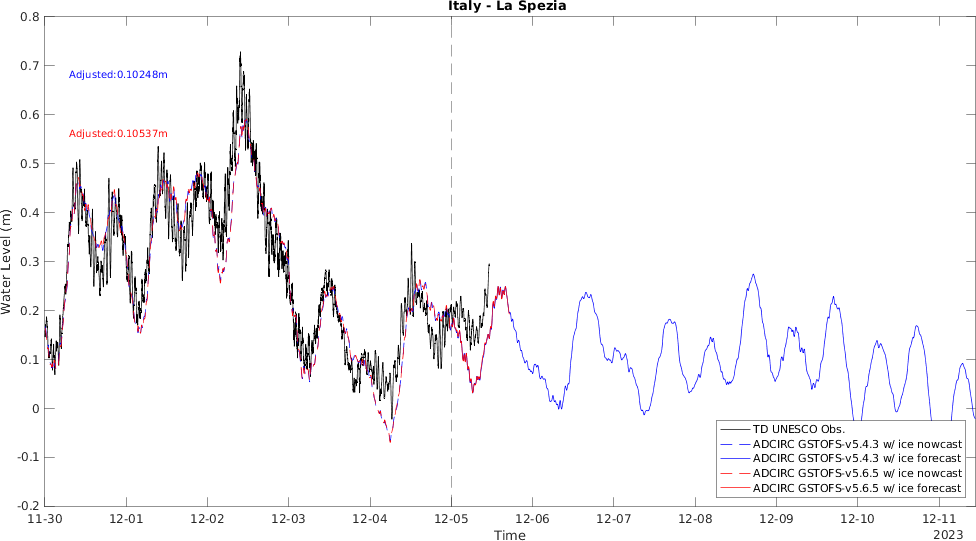 Italy - La Spezia
0.8
0.7
0.6
0.5
0.4
0.3
0.2
0.1
0
-0.1
-0.2
Water Level (m)
Adjusted:0.10248m
Adjusted:0.10537m
TD UNESCO Obs.
ADCIRC GSTOFS-v5.4.3 w/ ice nowcast
ADCIRC GSTOFS-v5.4.3 w/ ice forecast
ADCIRC GSTOFS-v5.6.5 w/ ice nowcast
ADCIRC GSTOFS-v5.6.5 w/ ice forecast
11-30 12-01 12-02 12-03 12-04 12-05 12-06 12-07 12-08 12-09 12-10 12-11
Time
2023